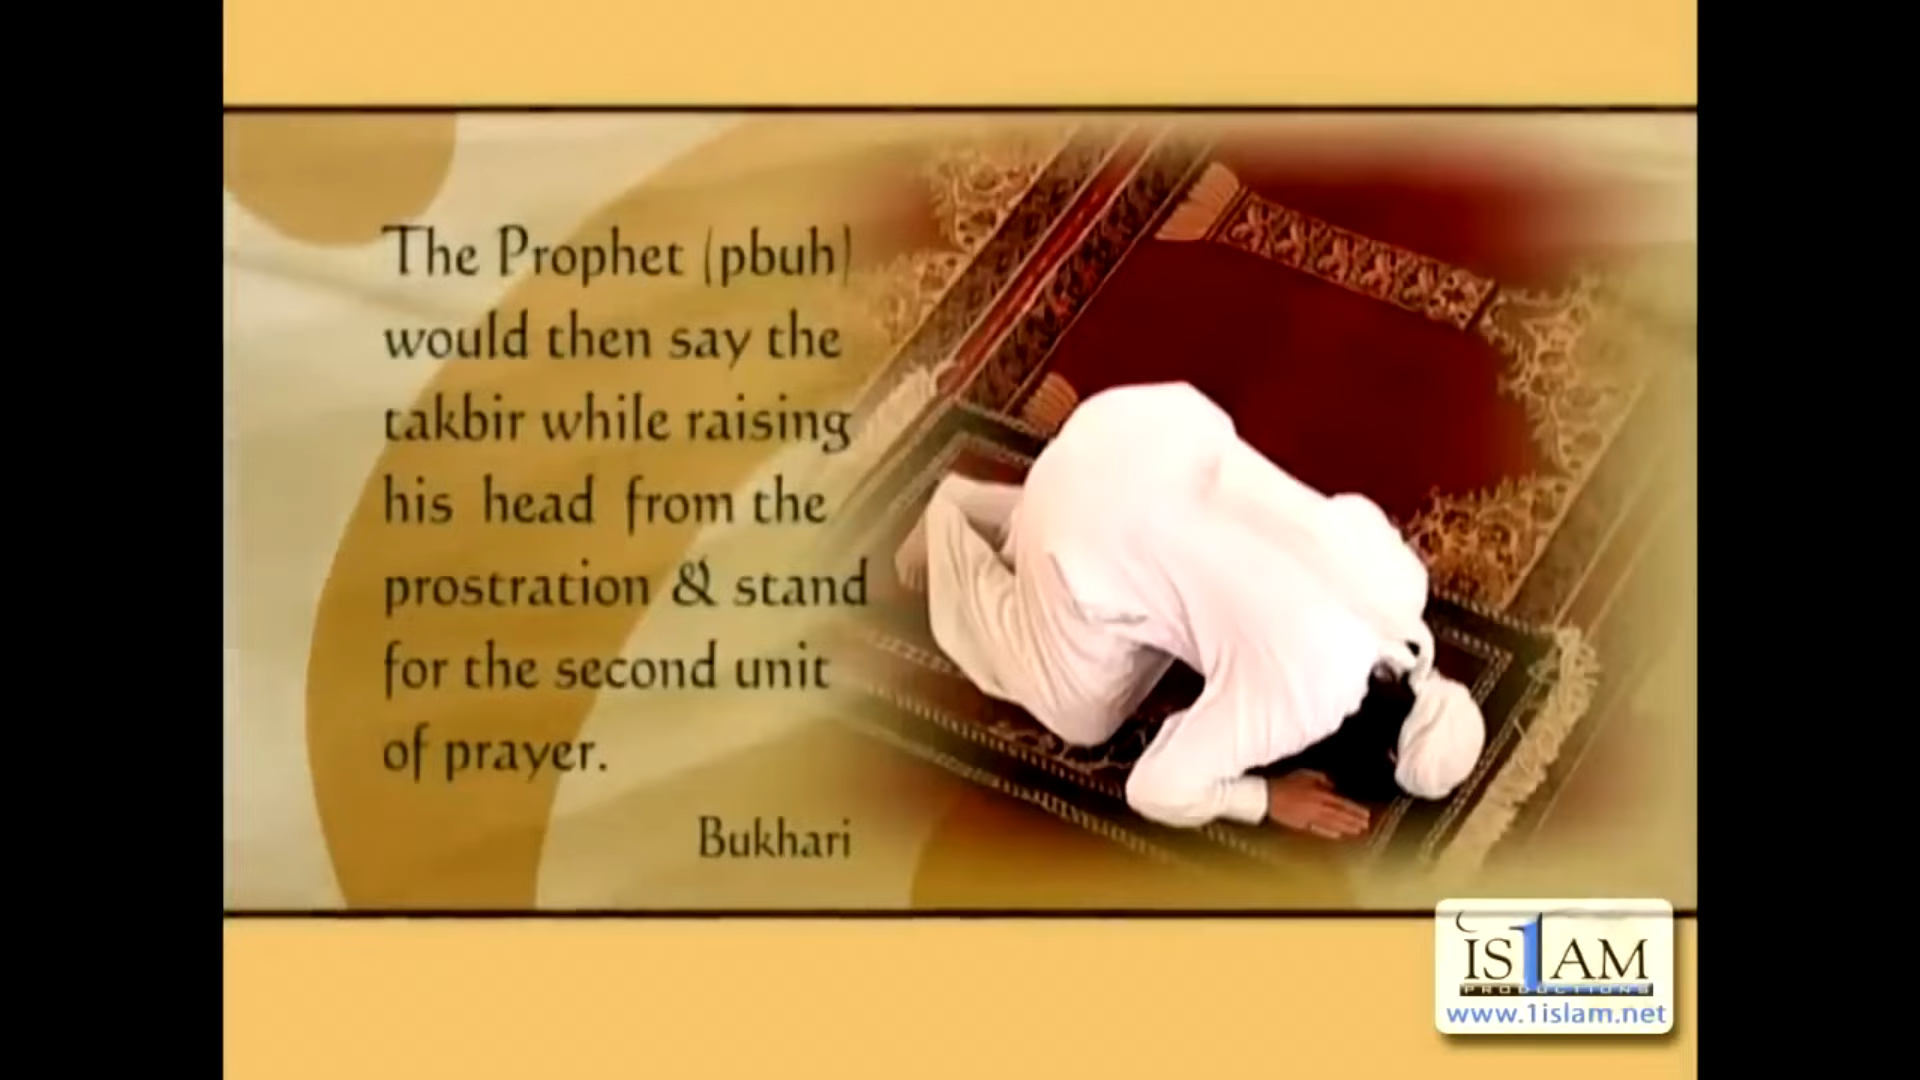 The Prophet (pbuh)
would then say the
takbir while raising
his head from the
prostration & stand
for the second unit
of prayer.
Bukhari
IS1AM
PRODUCTIONS
www.1islam.net